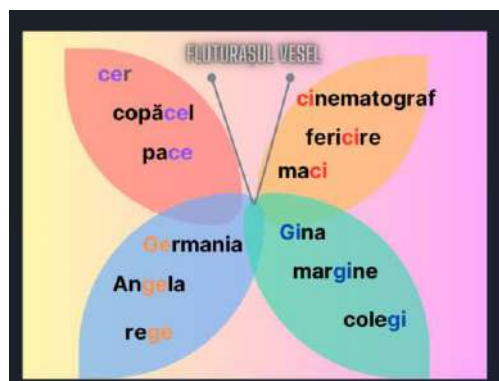 FLUTURAȘUL VESEL
cer
copăcel
pace
cinematograf
fericire
maci
Germania
Angela
rege
Gina
margine
colegi